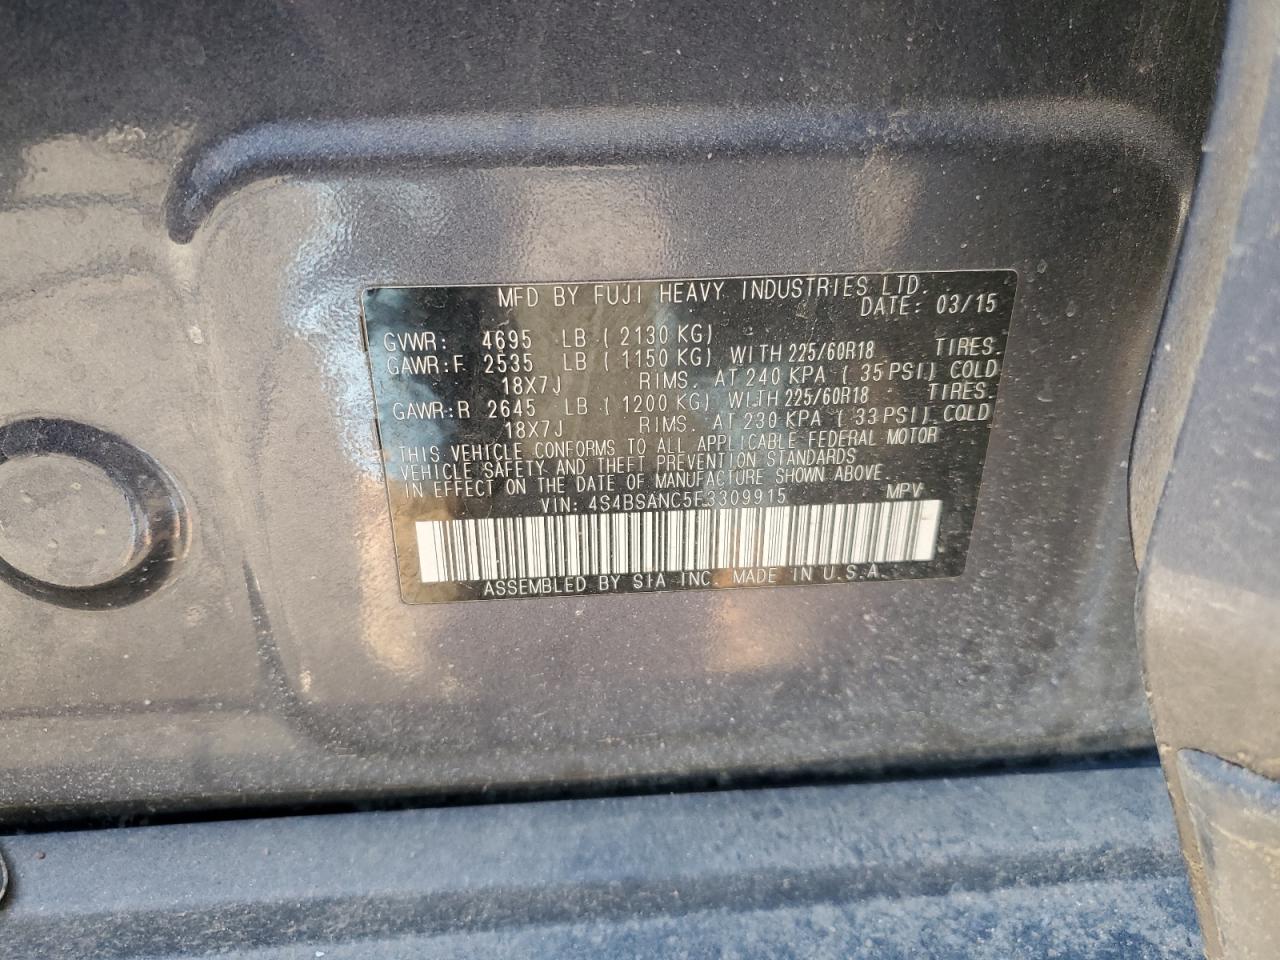 MFD BY FUJI HEAVY INDUSTRIES LTD.
DATE: 03/15
GVWR: 4695 LB ( 2130 KG)
GAWR:F 2535 LB ( 1150 KG) WITH 225/60R18 TIRES.
18X7J RIMS. AT 240 KPA ( 35 PSI) COLD
GAWR:R 2645 LB ( 1200 KG) WITH 225/60R18 TIRES.
18X7J RIMS. AT 230 KPA ( 33 PSI) COLD
THIS VEHICLE CONFORMS TO ALL APPLICABLE FEDERAL MOTOR
VEHICLE SAFETY AND THEFT PREVENTION STANDARDS
IN EFFECT ON THE DATE OF MANUFACTURE SHOWN ABOVE.
VIN: 4S4BSANC5F3309915 MPV
ASSEMBLED BY SIA INC. MADE IN U.S.A.